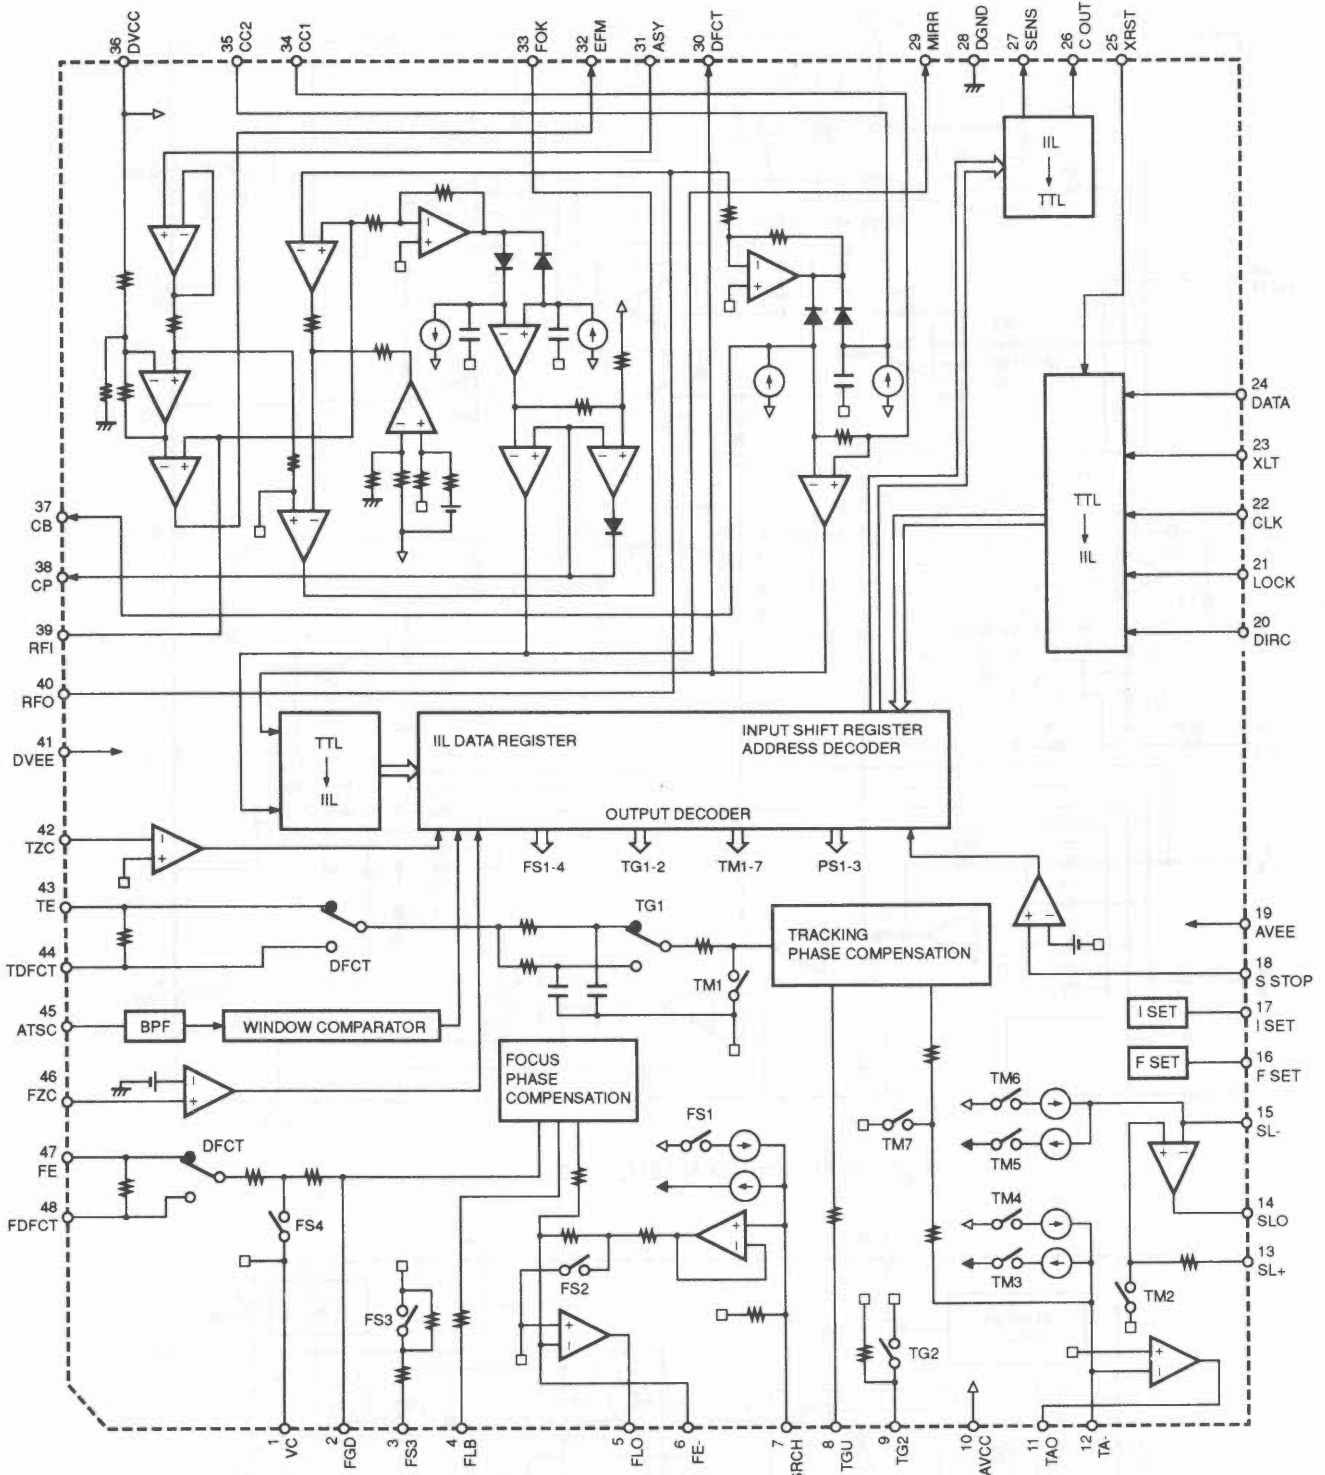 36 DVCC
35 CC2
34 CC1
33 FOK
32 EFM
31 ASY
30 DFCT
29 MIRR
28 DGND
27 SENS
26 C OUT
25 XRST
IIL
TTL
24
DATA
23
XLT
22
CLK
21
LOCK
20
DIRC
TTL
IIL
37
CB
38
CP
39
RFI
40
RFO
41
DVEE
TTL
IIL
IIL DATA REGISTER
INPUT SHIFT REGISTER
ADDRESS DECODER
OUTPUT DECODER
FS1-4
TG1-2
TM1-7
PS1-3
42
TZC
43
TE
44
TDFCT
DFCT
TG1
TM1
TRACKING
PHASE COMPENSATION
19
AVEE
18
S STOP
17
I SET
I SET
16
F SET
F SET
45
ATSC
BPF
WINDOW COMPARATOR
46
FZC
FOCUS
PHASE
COMPENSATION
47
FE
48
FDFCT
DFCT
FS4
FS3
FS1
FS2
TM7
TM6
TM5
TM4
TM3
TM2
TG2
15
SL-
14
SLO
13
SL+
1 VC
2 FGD
3 FS3
4 FLB
5 FLO
6 FE-
7 SRCH
8 TGU
9 TG2
10 AVCC
11 TAO
12 TA-